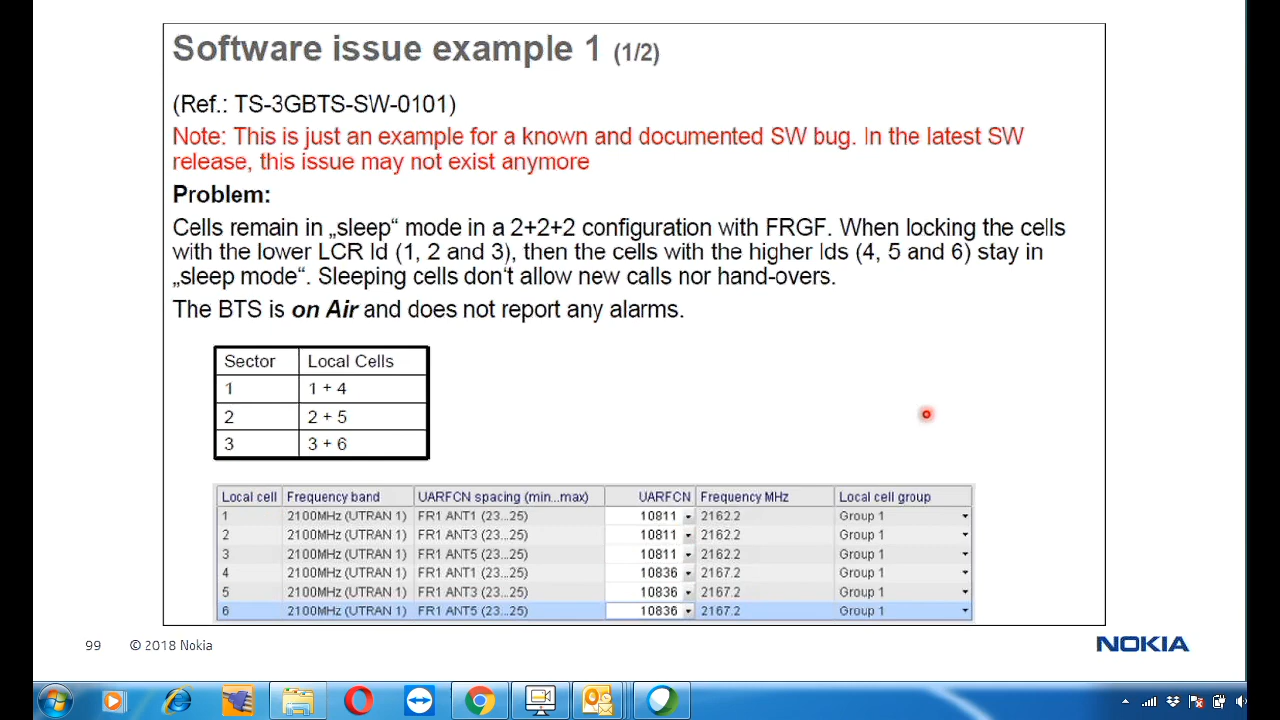 Software issue example 1 (1/2)
(Ref.: TS-3GBTS-SW-0101)
Note: This is just an example for a known and documented SW bug. In the latest SW
release, this issue may not exist anymore
Problem:
Cells remain in „sleep“ mode in a 2+2+2 configuration with FRGF. When locking the cells
with the lower LCR Id (1, 2 and 3), then the cells with the higher Ids (4, 5 and 6) stay in
„sleep mode“. Sleeping cells don‘t allow new calls nor hand-overs.
The BTS is on Air and does not report any alarms.
Sector Local Cells
1 1 + 4
2 2 + 5
3 3 + 6
Local cell Frequency band UARFCN spacing (min...max) UARFCN Frequency MHz Local cell group
1 2100MHz (UTRAN 1) FR1 ANT1 (23...25) 10811 2162.2 Group 1
2 2100MHz (UTRAN 1) FR1 ANT3 (23...25) 10811 2162.2 Group 1
3 2100MHz (UTRAN 1) FR1 ANT5 (23...25) 10811 2162.2 Group 1
4 2100MHz (UTRAN 1) FR1 ANT1 (23...25) 10836 2167.2 Group 1
5 2100MHz (UTRAN 1) FR1 ANT3 (23...25) 10836 2167.2 Group 1
6 2100MHz (UTRAN 1) FR1 ANT5 (23...25) 10836 2167.2 Group 1
99 © 2018 Nokia NOKIA